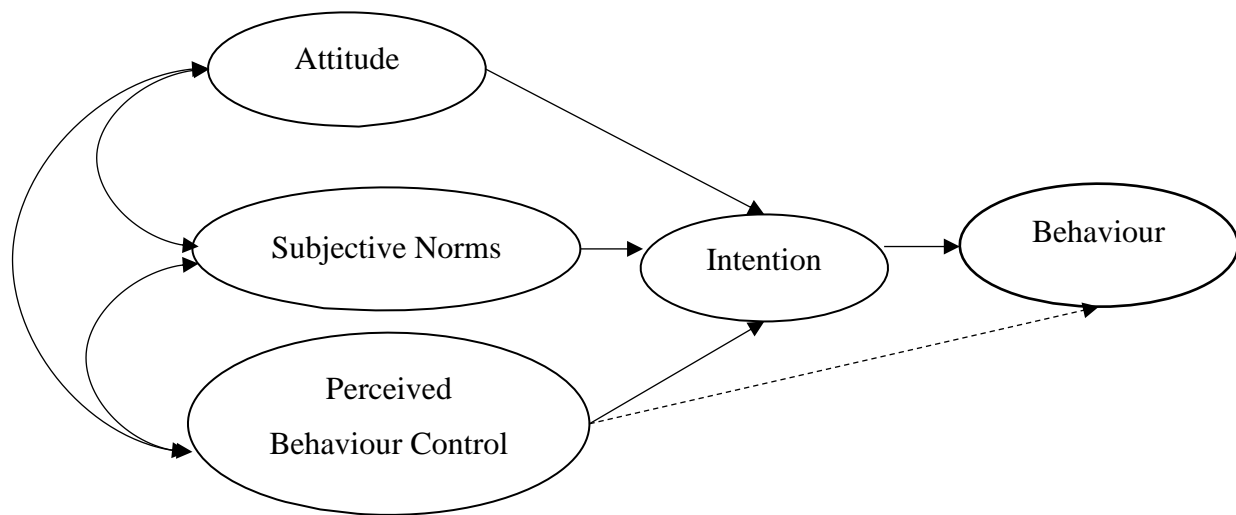 Attitude
Subjective Norms
Intention
Behaviour
Perceived
Behaviour Control